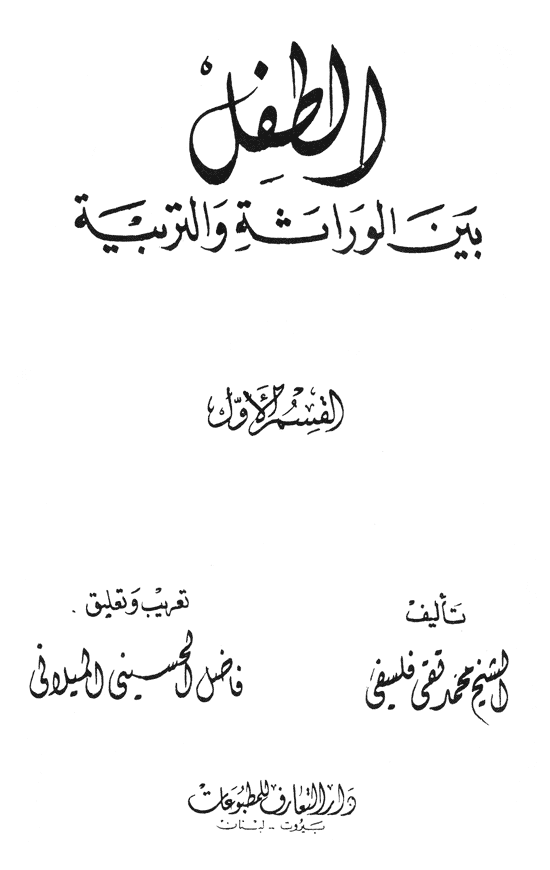 الطفل
بين الوراثة والتربية
القسم الأول
تأليف
الشيخ محمد تقي فلسفي
تعريب وتعليق
فاضل الحسيني الميلاني
دار التعارف للمطبوعات
بيروت - لبنان